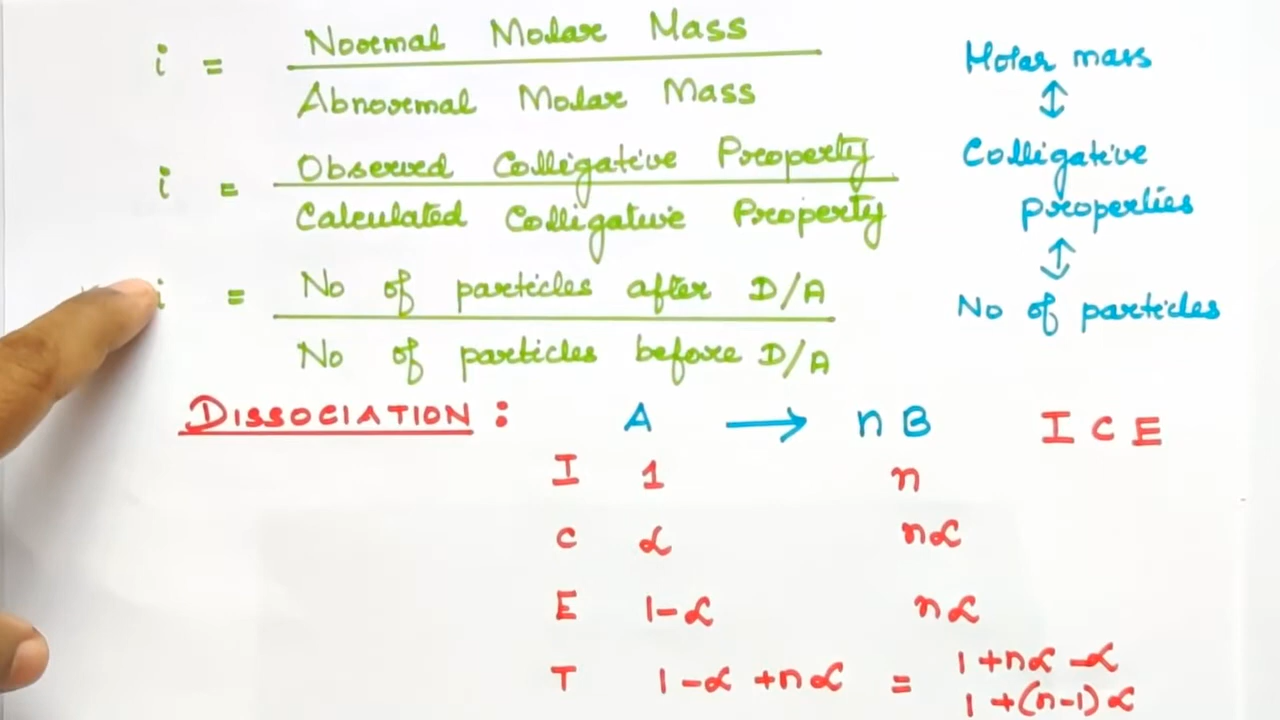 i = Normal Molar Mass
Abnormal Molar Mass
i = Observed Colligative Property
Calculated Colligative Property
i = No of particles after D/A
No of particles before D/A
Molar mass
↕
Colligative
Properties
↕
No of particles
DISSOCIATION : A → nB ICE
I 1 n
C α nα
E 1-α nα
T 1-α+nα = 1+nα-α
1+(n-1)α